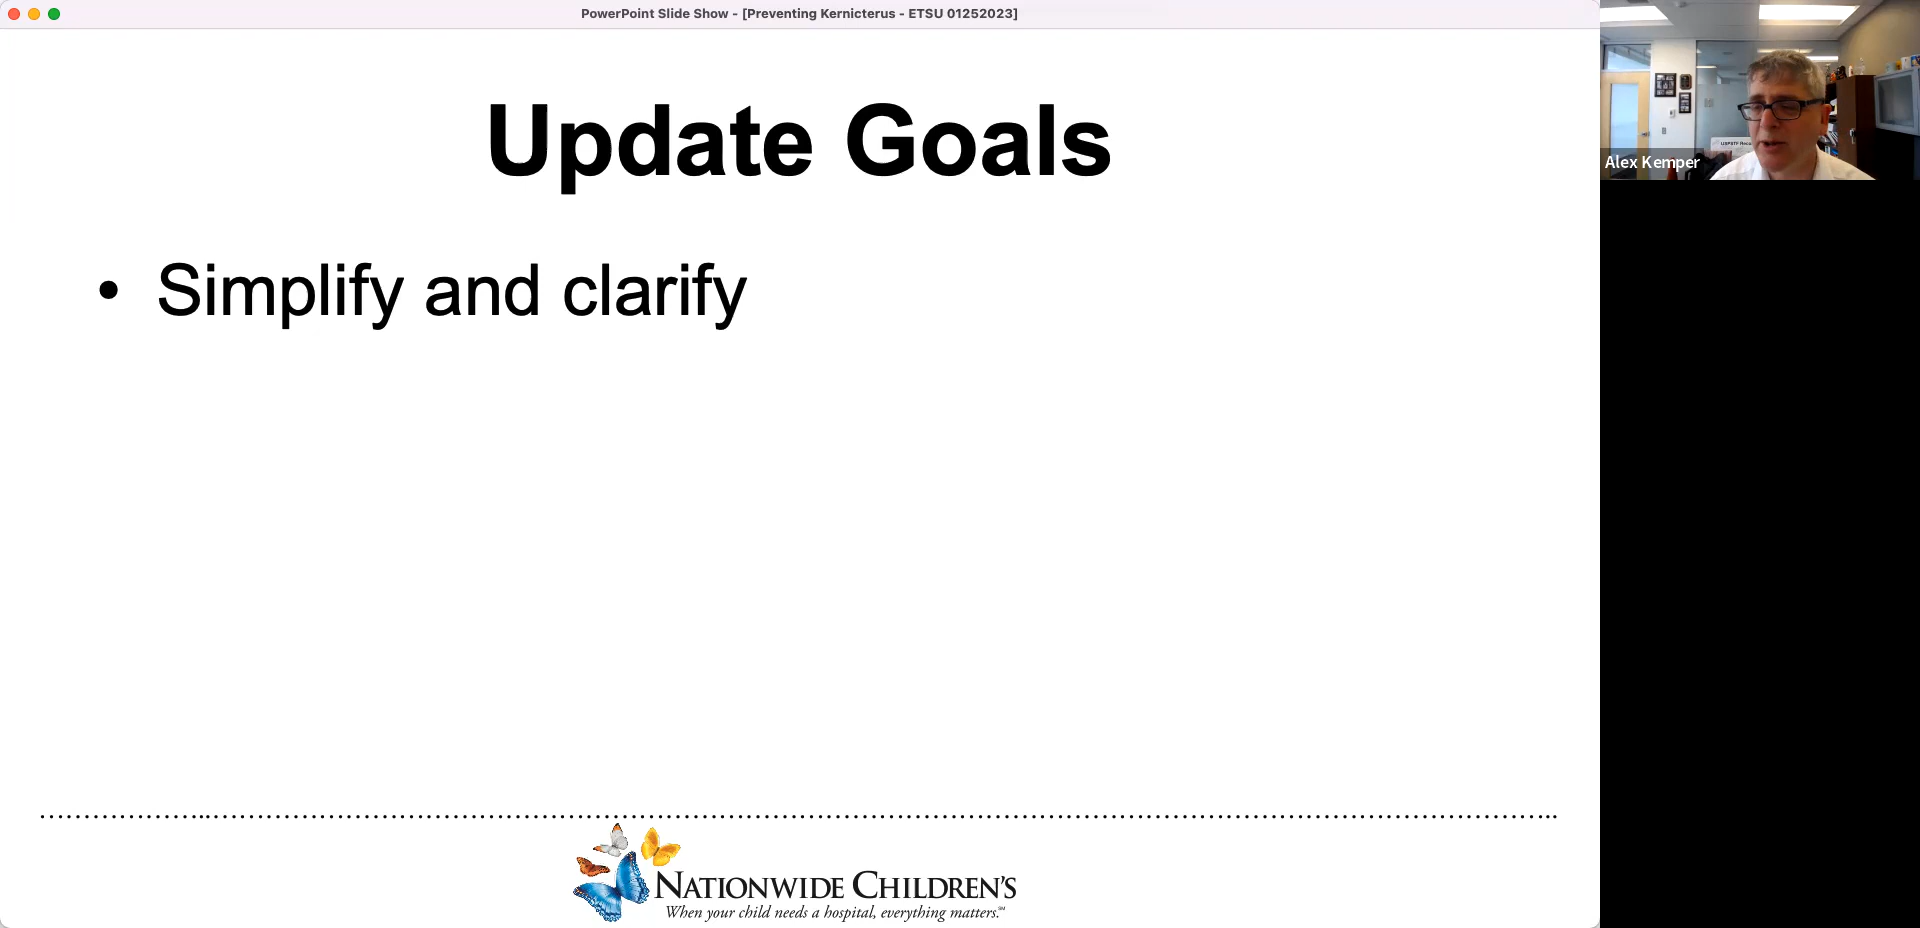 PowerPoint Slide Show - [Preventing Kernicterus - ETSU 01252023]
Update Goals
• Simplify and clarify
NATIONWIDE CHILDREN'S
When your child needs a hospital, everything matters.℠
Alex Kemper